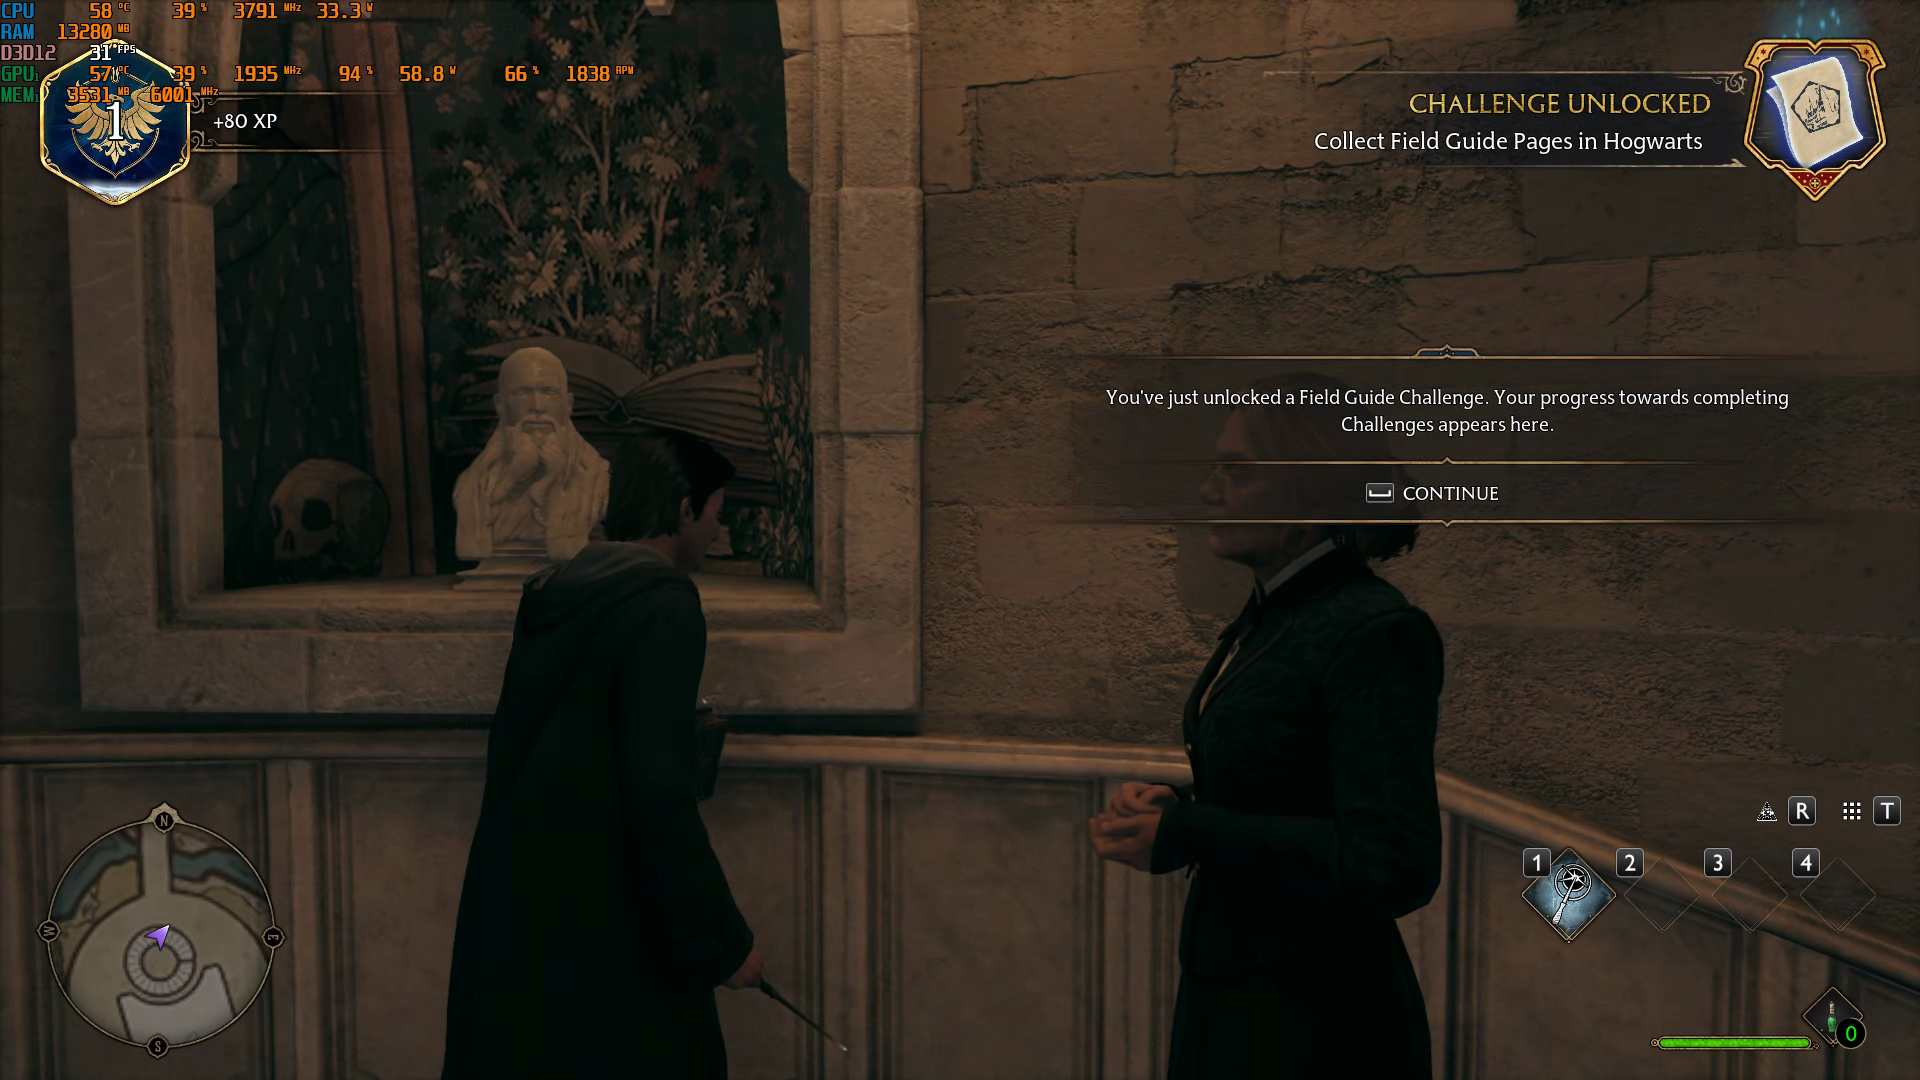 CPU 58 °C 39 % 3791 MHz 33.3 W
RAM 13280 MB
D3D12 31 FPS
GPU1 57 °C 39 % 1935 MHz 94 % 58.8 W 66 % 1838 RPM
MEM1 3531 MB 6001 MHz
1
+80 XP
CHALLENGE UNLOCKED
Collect Field Guide Pages in Hogwarts
You've just unlocked a Field Guide Challenge. Your progress towards completing
Challenges appears here.
CONTINUE
N
W
E
S
R T
1 2 3 4
0